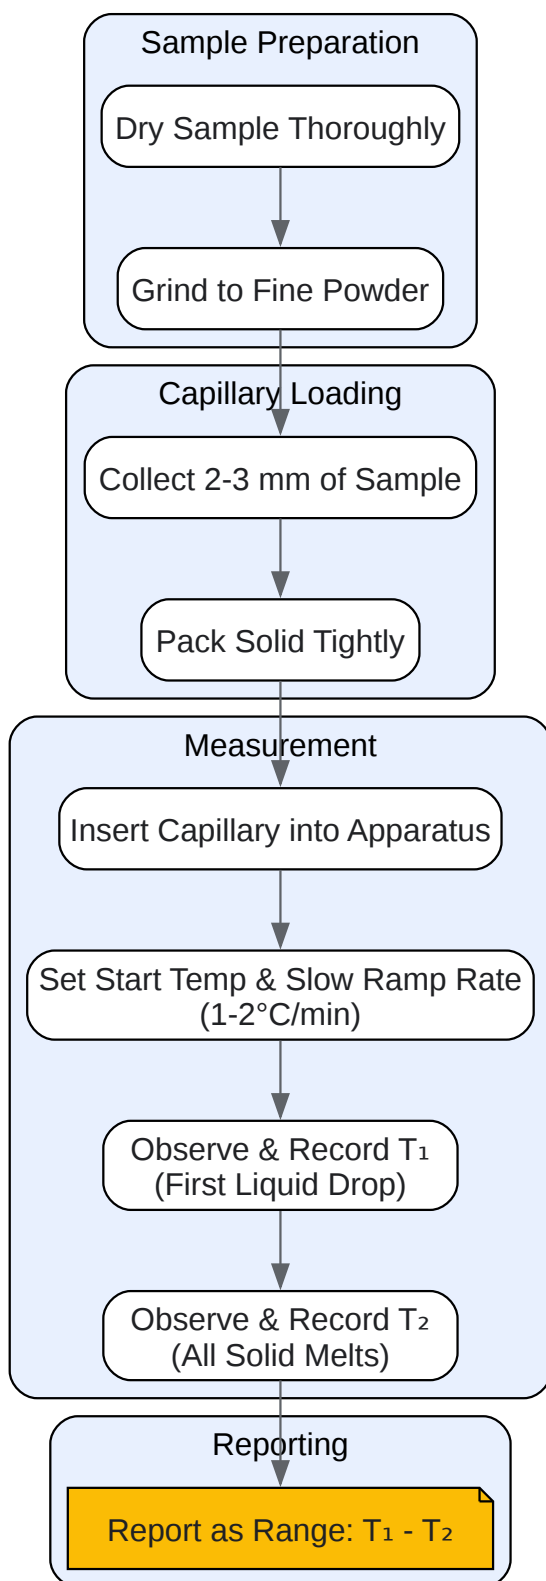 Sample Preparation
Dry Sample Thoroughly
Grind to Fine Powder
Capillary Loading
Collect 2-3 mm of Sample
Pack Solid Tightly
Measurement
Insert Capillary into Apparatus
Set Start Temp & Slow Ramp Rate
(1-2°C/min)
Observe & Record T₁
(First Liquid Drop)
Observe & Record T₂
(All Solid Melts)
Reporting
Report as Range: T₁ - T₂